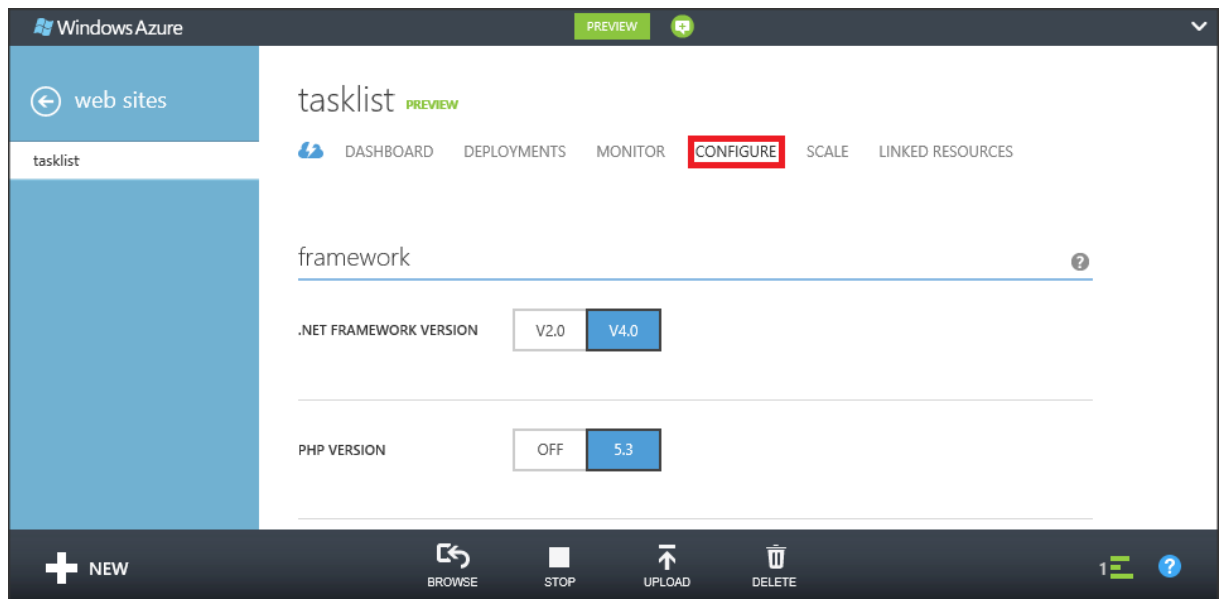 Windows Azure PREVIEW
web sites
tasklist
tasklist PREVIEW
DASHBOARD DEPLOYMENTS MONITOR CONFIGURE SCALE LINKED RESOURCES
framework ?
.NET FRAMEWORK VERSION V2.0 V4.0
PHP VERSION OFF 5.3
NEW BROWSE STOP UPLOAD DELETE 1 ?